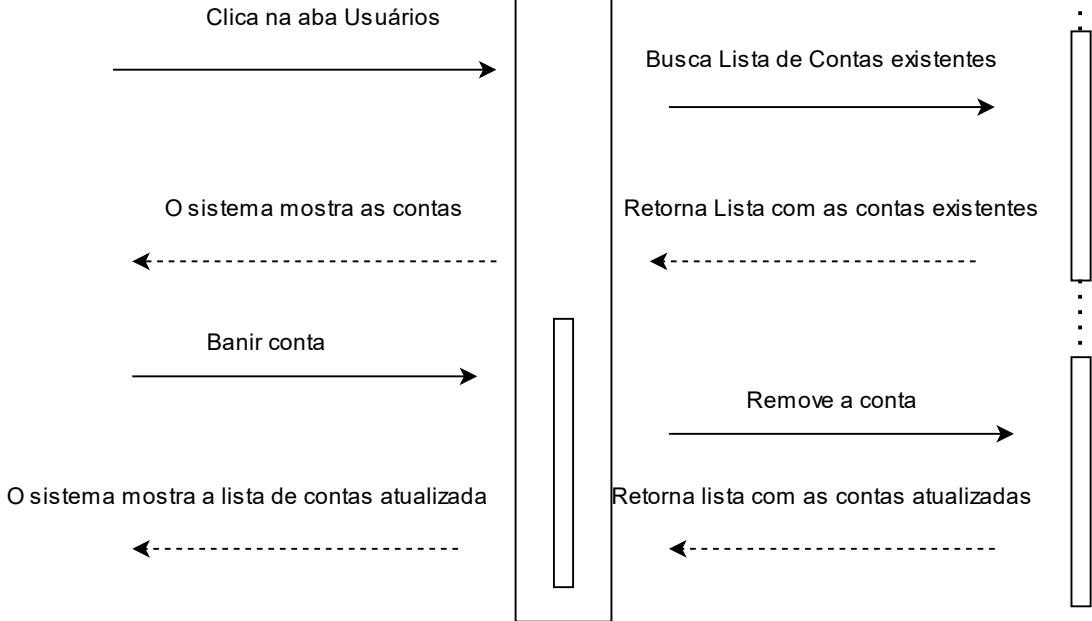 Clica na aba Usuários
Busca Lista de Contas existentes
O sistema mostra as contas
Retorna Lista com as contas existentes
Banir conta
Remove a conta
O sistema mostra a lista de contas atualizada
Retorna lista com as contas atualizadas